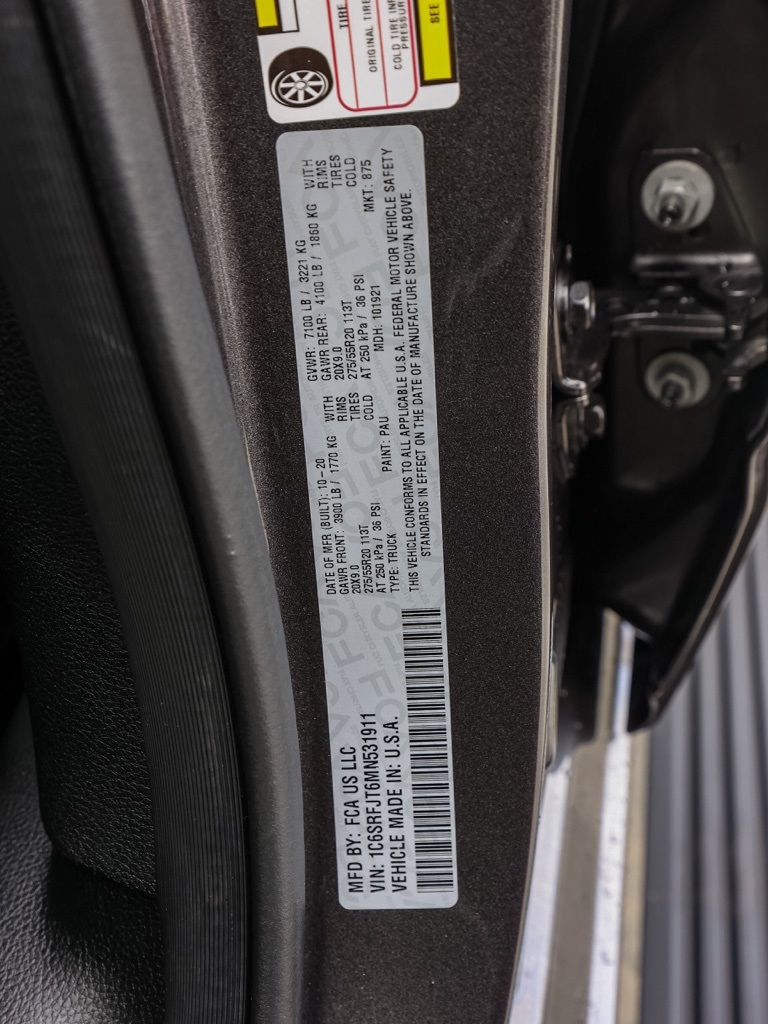 MFD BY: FCA US LLC
VIN: 1C6SRFJT6MN531911
VEHICLE MADE IN: U.S.A.
DATE OF MFR (BUILT): 10-20
GAWR FRONT: 3900 LB / 1770 KG WITH
20X9.0 RIMS
275/55R20 113T TIRES
AT 250 kPa / 36 PSI COLD
TYPE: TRUCK PAINT: PAU
GVWR: 7100 LB / 3221 KG
GAWR REAR: 4100 LB / 1860 KG WITH
20X9.0 RIMS
275/55R20 113T TIRES
AT 250 kPa / 36 PSI COLD
MDH: 101921 MKT: 875
THIS VEHICLE CONFORMS TO ALL APPLICABLE U.S.A. FEDERAL MOTOR VEHICLE SAFETY
STANDARDS IN EFFECT ON THE DATE OF MANUFACTURE SHOWN ABOVE.
TIRE
ORIGINAL TIRE
COLD TIRE
PRESSUR
SEE